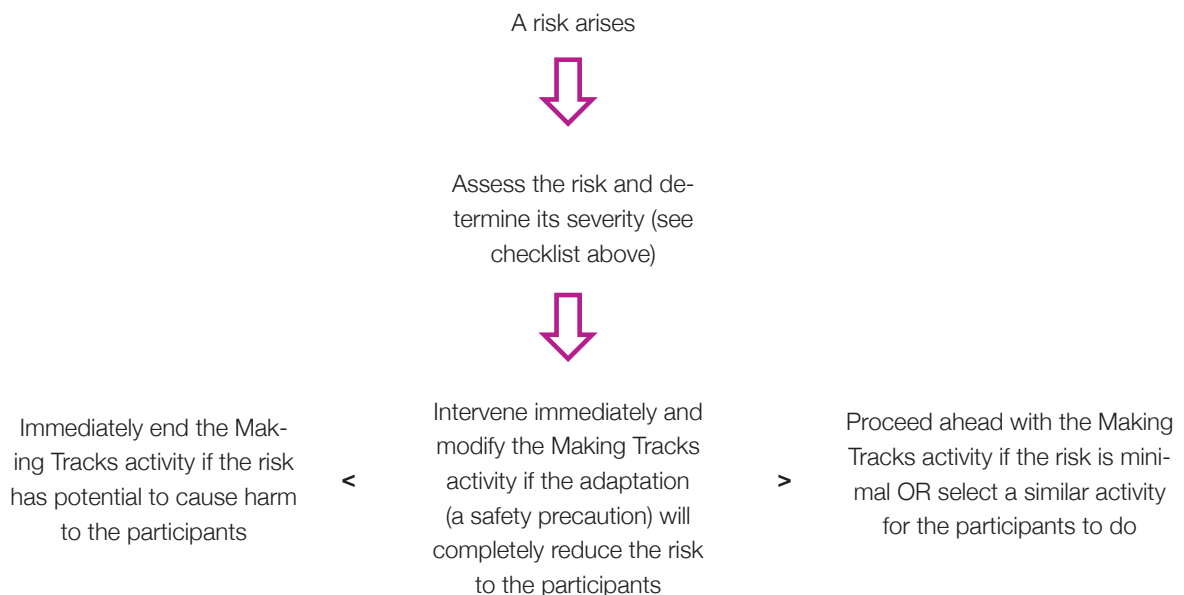 A risk arises
Assess the risk and de-
termine its severity (see
checklist above)
Immediately end the Mak-
ing Tracks activity if the risk
has potential to cause harm
to the participants
<
Intervene immediately and
modify the Making Tracks
activity if the adaptation
(a safety precaution) will
completely reduce the risk
to the participants
>
Proceed ahead with the Making
Tracks activity if the risk is mini-
mal OR select a similar activity
for the participants to do